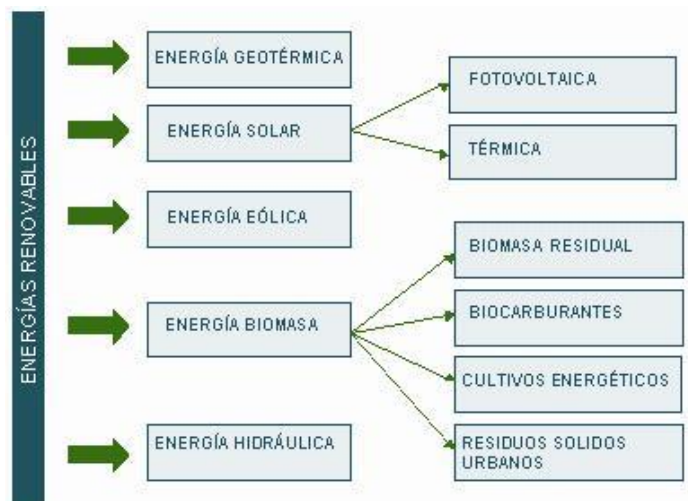 ENERGÍAS RENOVABLES
ENERGÍA GEOTÉRMICA
ENERGÍA SOLAR
FOTOVOLTAICA
TÉRMICA
ENERGÍA EÓLICA
ENERGÍA BIOMASA
BIOMASA RESIDUAL
BIOCARBURANTES
CULTIVOS ENERGÉTICOS
RESIDUOS SOLIDOS
URBANOS
ENERGÍA HIDRÁULICA